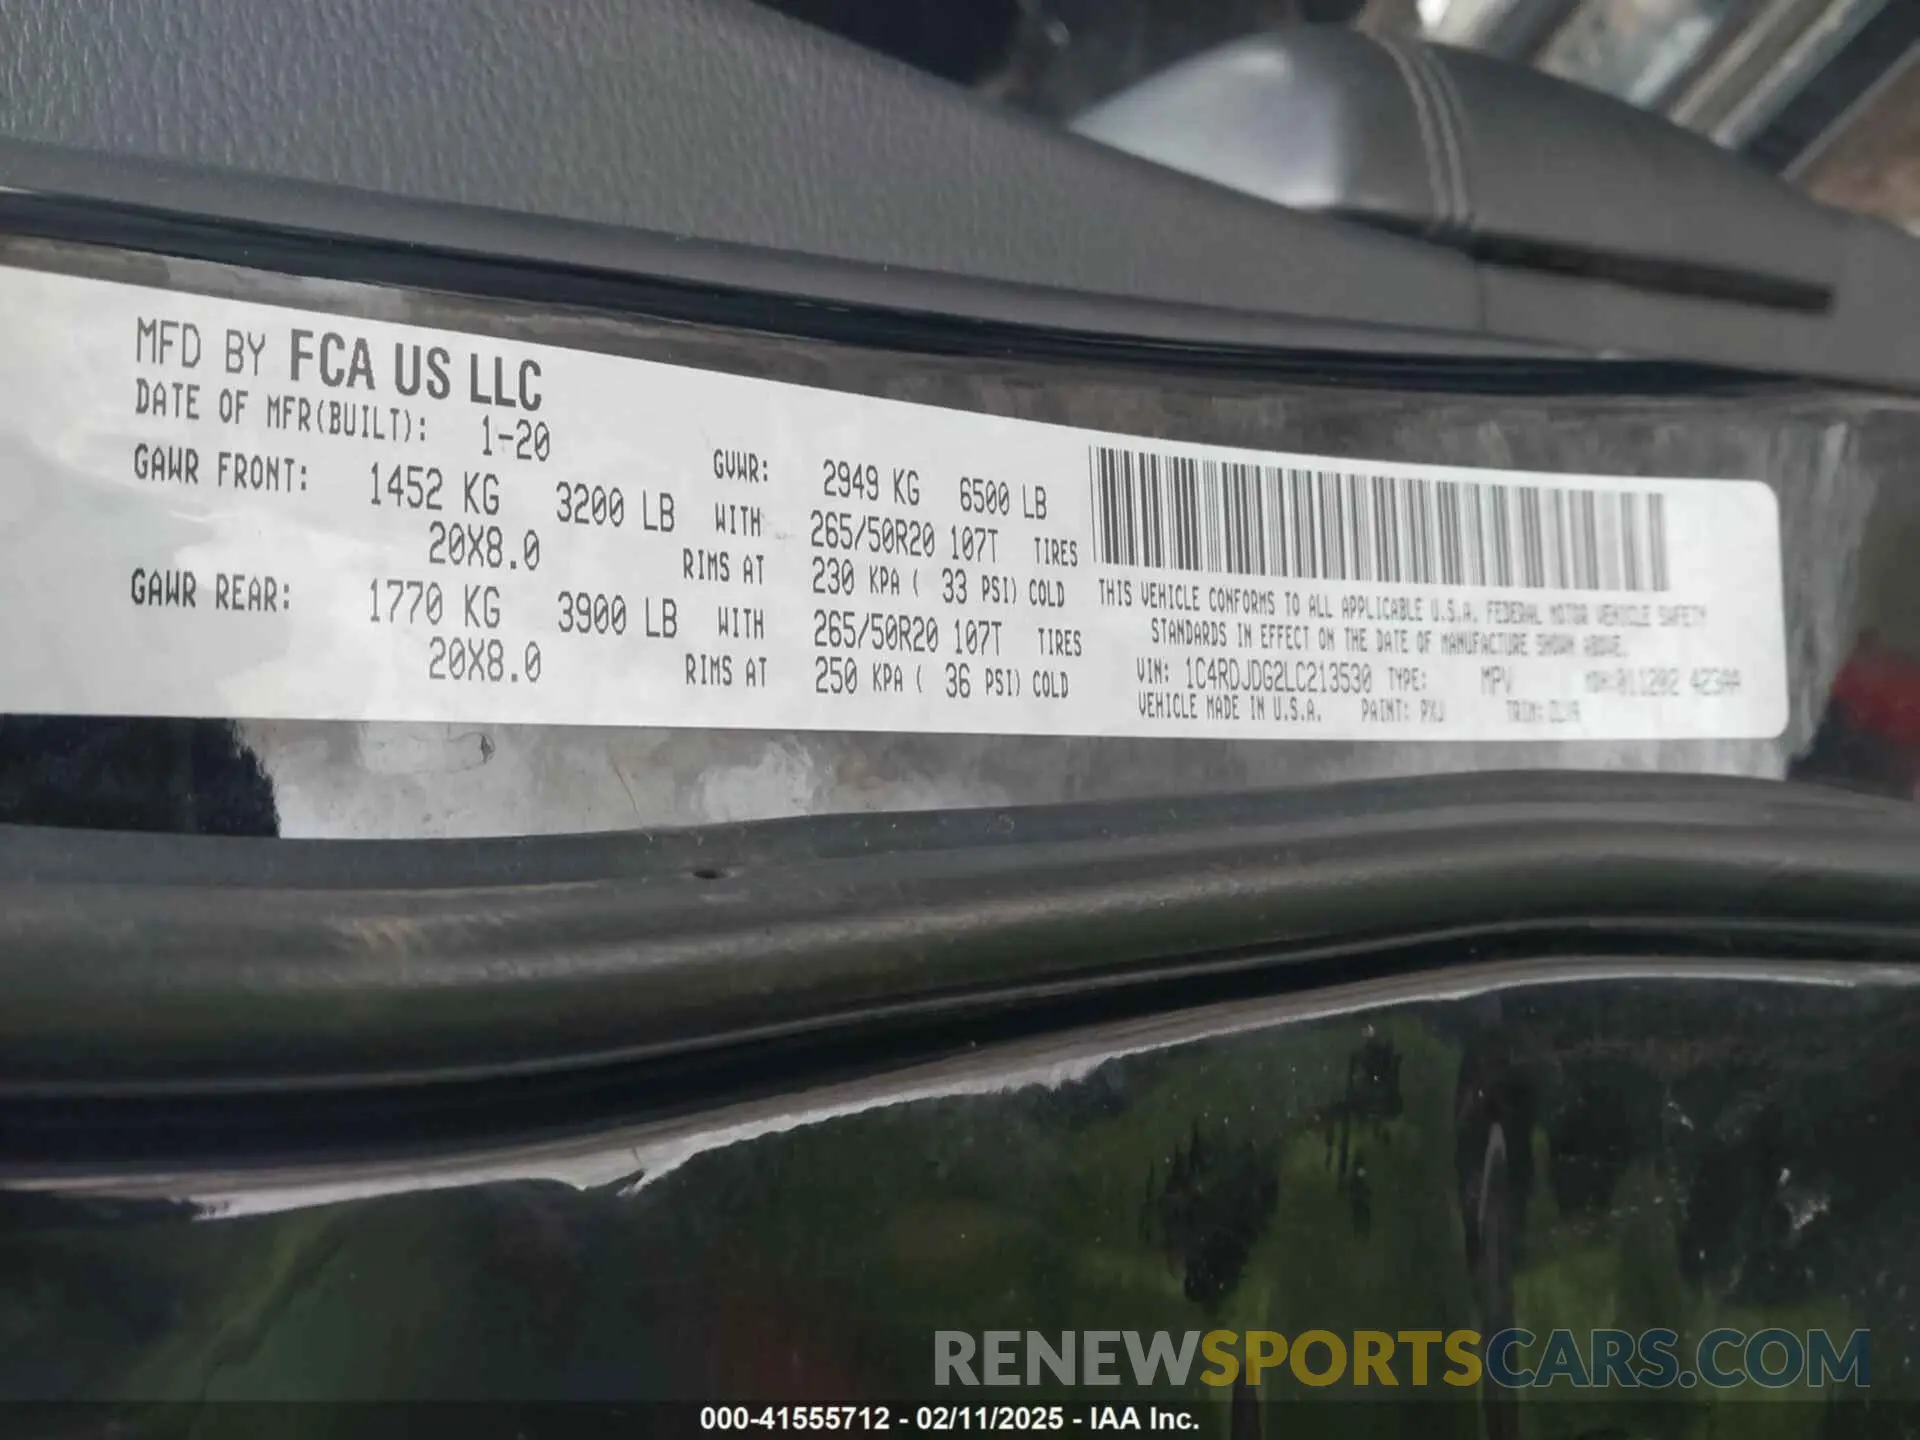 MFD BY FCA US LLC
DATE OF MFR(BUILT): 1-20
GVWR: 2949 KG 6500 LB
GAWR FRONT: 1452 KG 3200 LB WITH 265/50R20 107T TIRES
20X8.0 RIMS AT 230 KPA ( 33 PSI) COLD
GAWR REAR: 1770 KG 3900 LB WITH 265/50R20 107T TIRES
20X8.0 RIMS AT 250 KPA ( 36 PSI) COLD
THIS VEHICLE CONFORMS TO ALL APPLICABLE U.S.A. FEDERAL MOTOR VEHICLE SAFETY
STANDARDS IN EFFECT ON THE DATE OF MANUFACTURE SHOWN ABOVE.
VIN: 1C4RDJDG2LC213530 TYPE: MPV
VEHICLE MADE IN U.S.A. PAINT: PXJ TRIM:
RENEWSPORTSCARS.COM
000-41555712 - 02/11/2025 - IAA Inc.